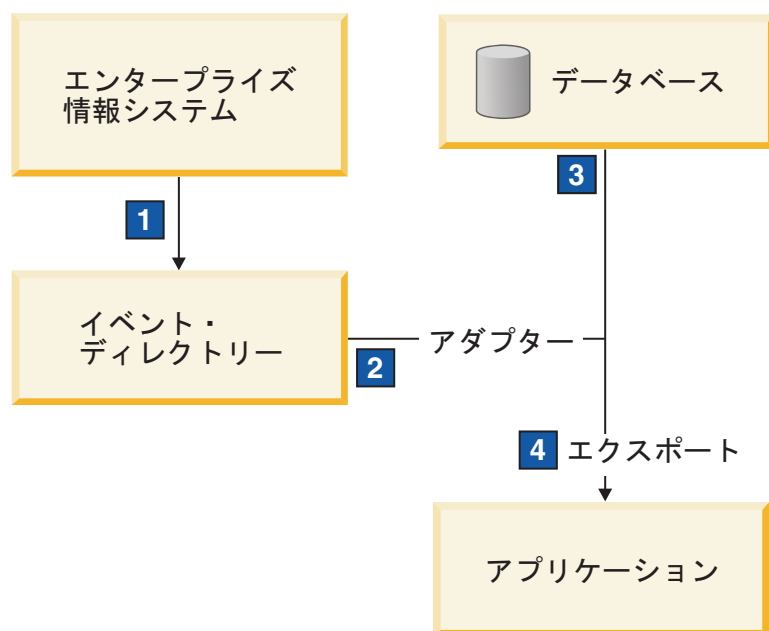 エンタープライズ
情報システム
データベース
1
3
イベント・
ディレクトリー
アダプター
2
4 エクスポート
アプリケーション